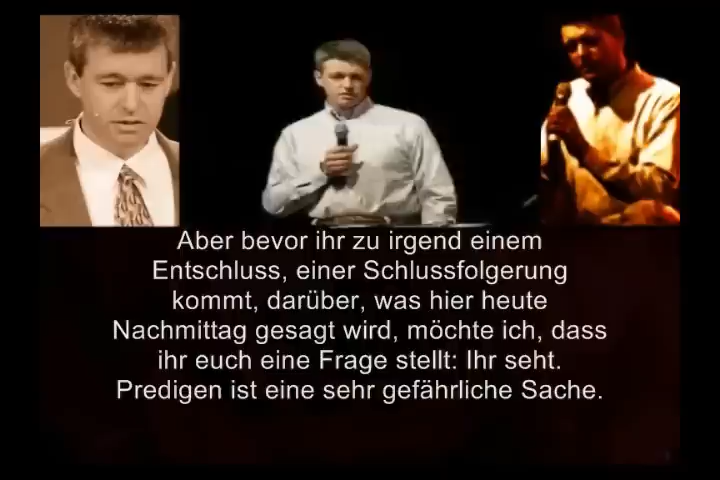 Aber bevor ihr zu irgend einem
Entschluss, einer Schlussfolgerung
kommt, darüber, was hier heute
Nachmittag gesagt wird, möchte ich, dass
ihr euch eine Frage stellt: Ihr seht.
Predigen ist eine sehr gefährliche Sache.